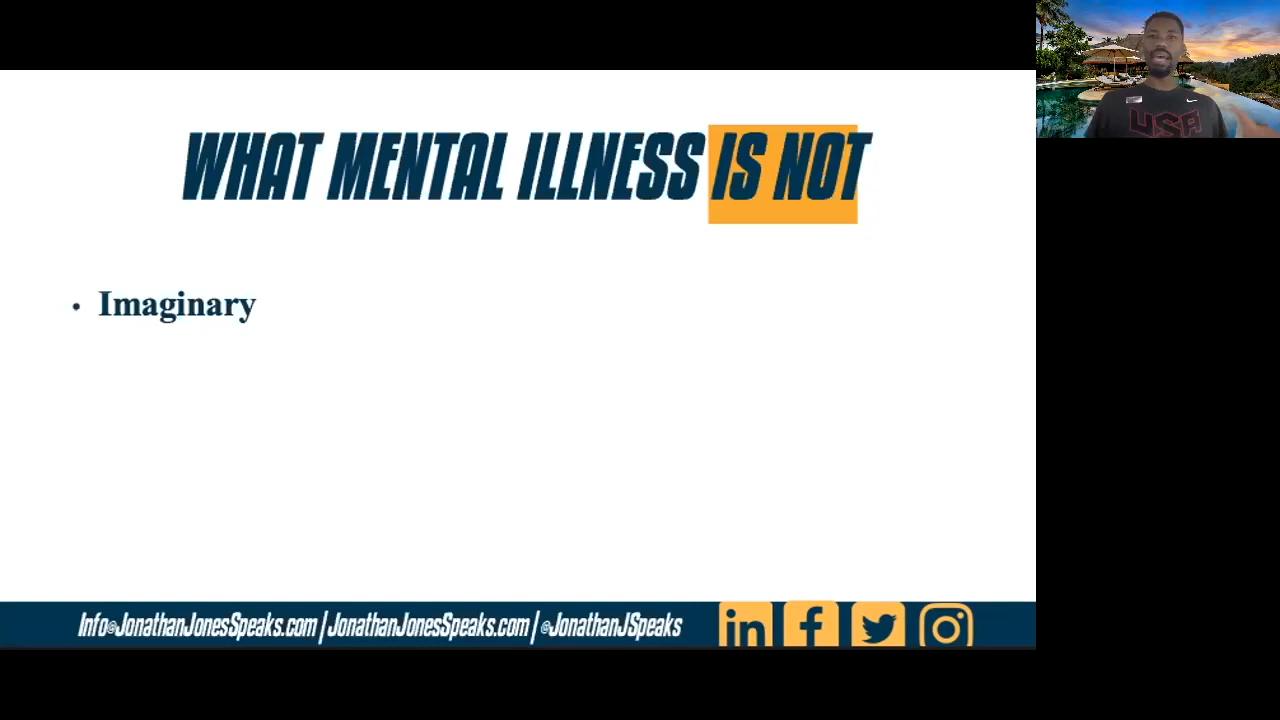 WHAT MENTAL ILLNESS IS NOT
• Imaginary
USA
Info@JonathanJonesSpeaks.com | JonathanJonesSpeaks.com | @JonathanJSpeaks
in f